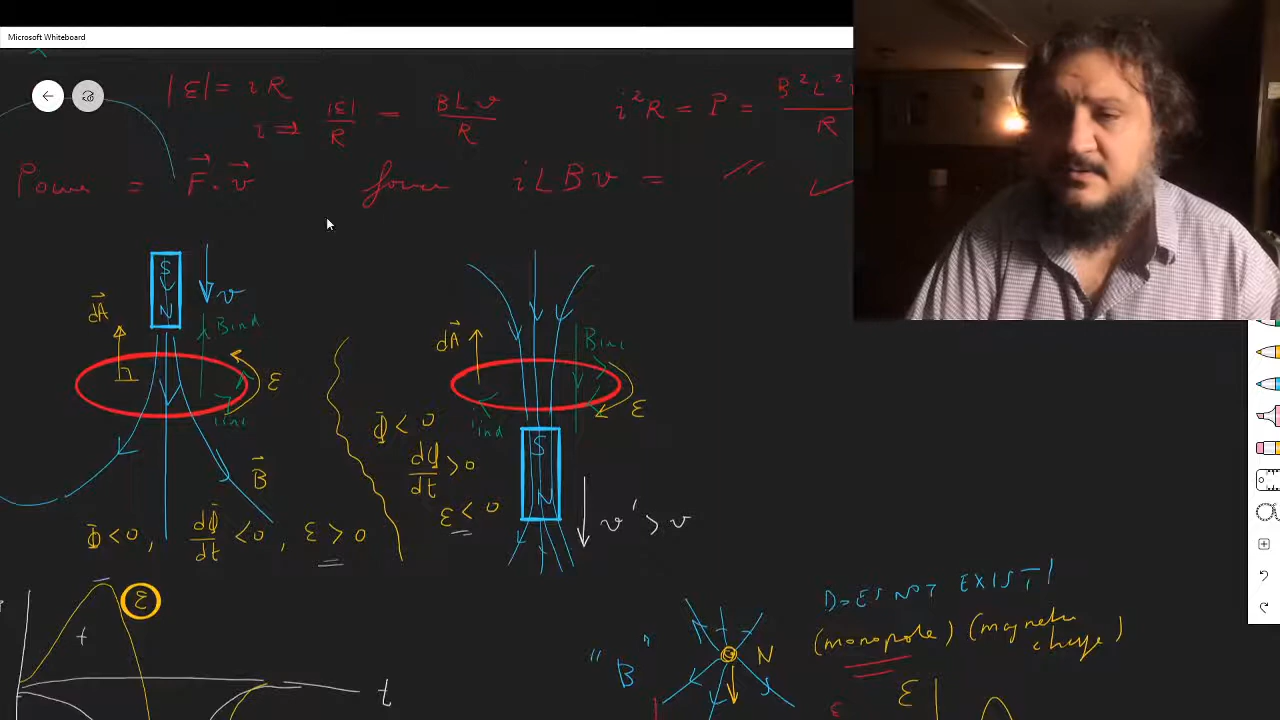 Microsoft Whiteboard
|ε| = iR
i = |ε|/R = BLv/R
i²R = P = B²L²/R
Power = F⃗ · v⃗
force iLBv = "
S
N
v
dA⃗
B ind
ε
i ind
B⃗
Φ < 0, dΦ/dt < 0, ε > 0
dA⃗
B ini
ε
i ind
Φ < 0
dΦ/dt > 0
ε < 0
S
N
v' > v
ε
+
t
DOES NOT EXIST!
(monopole) (magnetic charge)
"B"
N
ε
ε